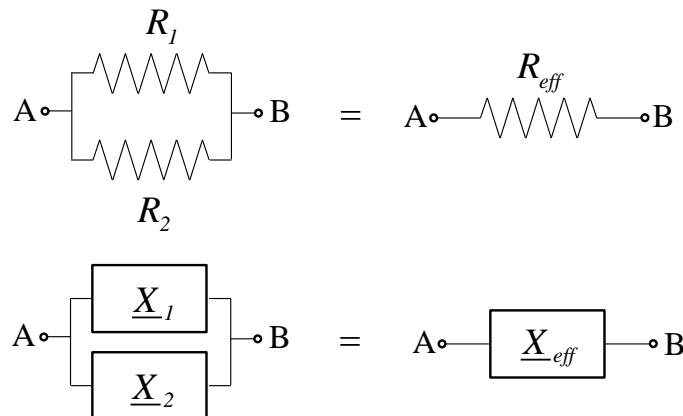 R1
A B = A Reff B
R2
X1
A B = A Xeff B
X2